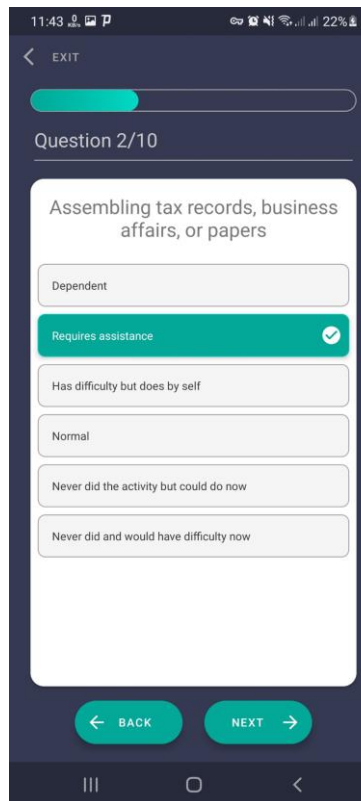 11:43
22%
EXIT
Question 2/10
Assembling tax records, business
affairs, or papers
Dependent
Requires assistance
Has difficulty but does by self
Normal
Never did the activity but could do now
Never did and would have difficulty now
BACK
NEXT